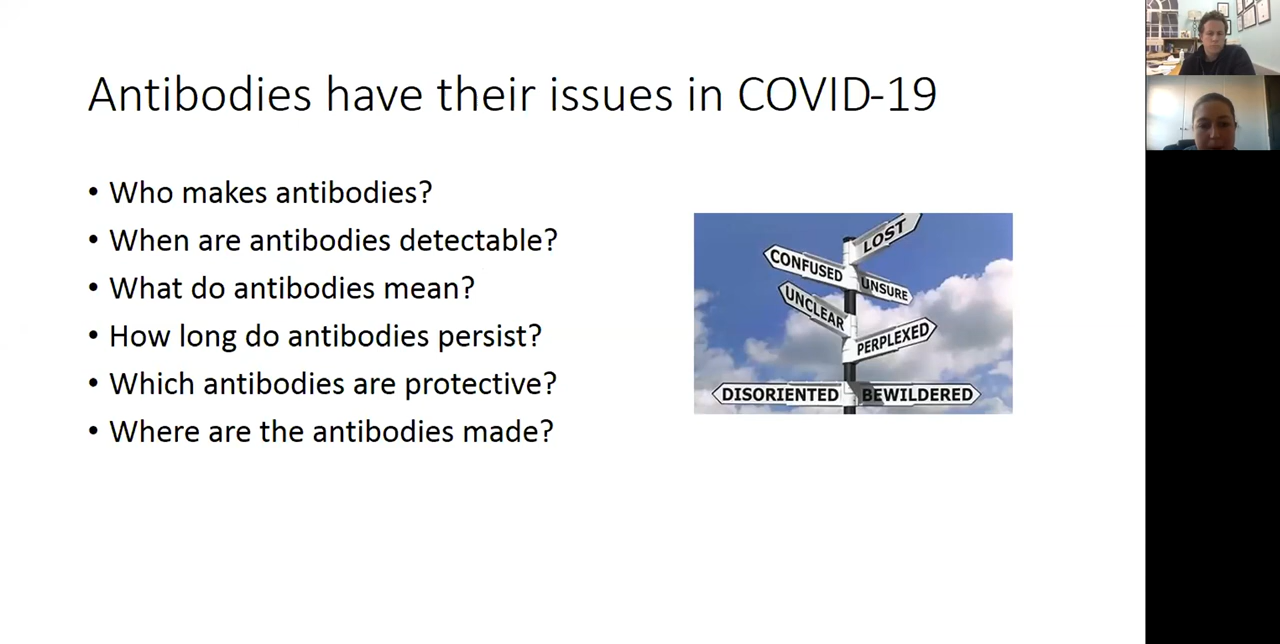 Antibodies have their issues in COVID-19
• Who makes antibodies?
• When are antibodies detectable?
• What do antibodies mean?
• How long do antibodies persist?
• Which antibodies are protective?
• Where are the antibodies made?
LOST
CONFUSED
UNSURE
UNCLEAR
PERPLEXED
DISORIENTED
BEWILDERED